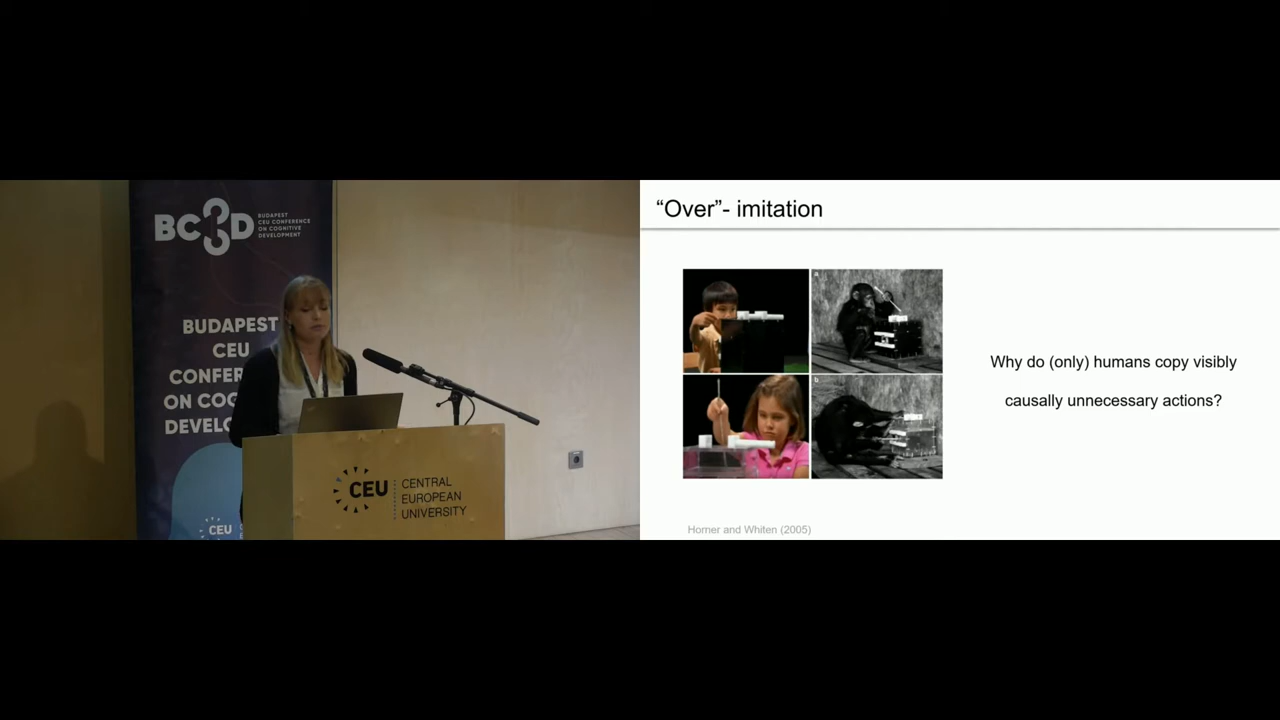 BC3D
BUDAPEST
CEU CONFERENCE
ON COGNITIVE
DEVELOPMENT
BUDAPEST
CEU
CONFER
ON COG
DEVELO
CEU
CEU
CENTRAL
EUROPEAN
UNIVERSITY
“Over”- imitation
a
b
Why do (only) humans copy visibly
causally unnecessary actions?
Horner and Whiten (2005)